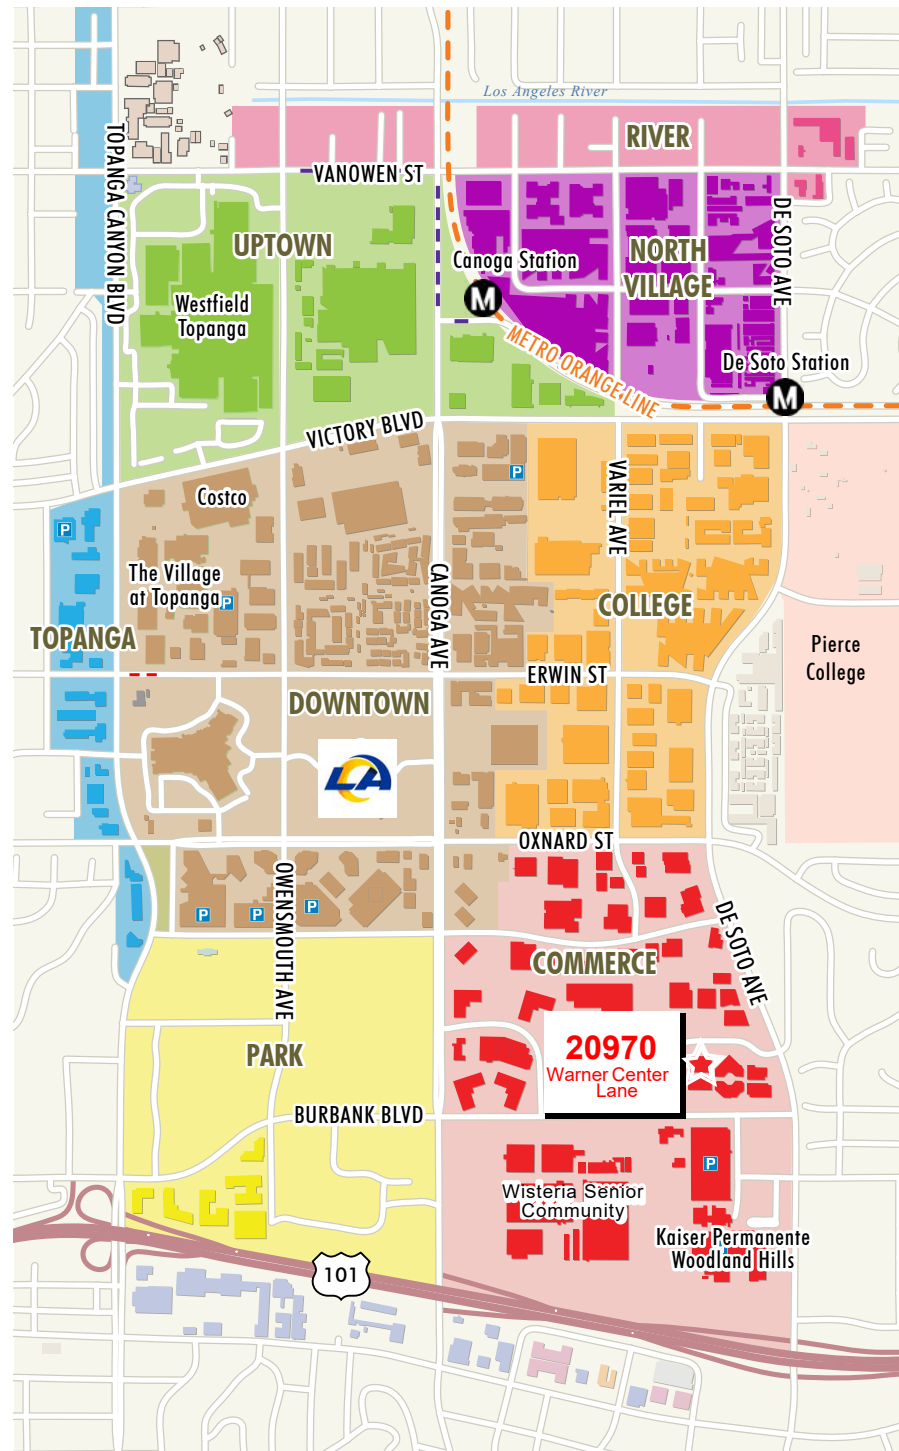 Los Angeles River
RIVER
TOPANGA CANYON BLVD
VANOWEN ST
DE SOTO AVE
UPTOWN
NORTH
VILLAGE
Canoga Station
M
Westfield
Topanga
METRO ORANGE LINE
De Soto Station
M
VICTORY BLVD
VARIEL AVE
P
Costco
P
CANOGA AVE
The Village
at Topanga
P
COLLEGE
TOPANGA
Pierce
College
ERWIN ST
DOWNTOWN
LA
OXNARD ST
OWENSMOUTH AVE
P
P
P
DE SOTO AVE
COMMERCE
PARK
20970
Warner Center
Lane
BURBANK BLVD
P
Wisteria Senior
Community
Kaiser Permanente
Woodland Hills
101